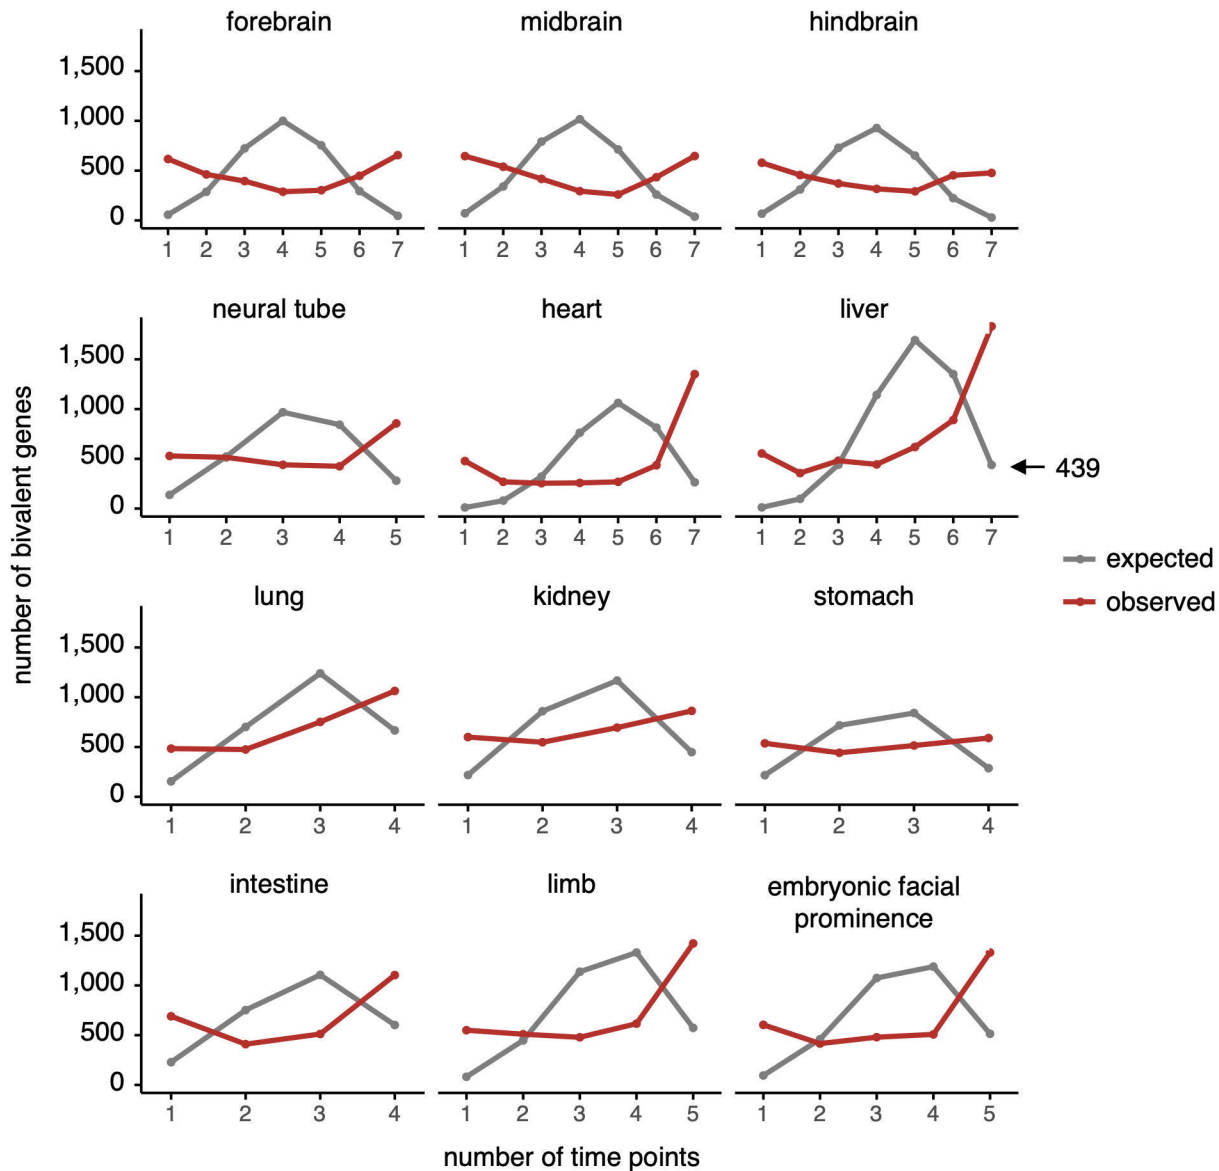 forebrain midbrain hindbrain
1,500
1,000
500
0
1 2 3 4 5 6 7 1 2 3 4 5 6 7 1 2 3 4 5 6 7
neural tube heart liver
1,500
1,000
500
0
439
1 2 3 4 5 1 2 3 4 5 6 7 1 2 3 4 5 6 7
number of bivalent genes
expected
observed
lung kidney stomach
1,500
1,000
500
0
1 2 3 4 1 2 3 4 1 2 3 4
intestine limb embryonic facial
prominence
1,500
1,000
500
0
1 2 3 4 1 2 3 4 5 1 2 3 4 5
number of time points